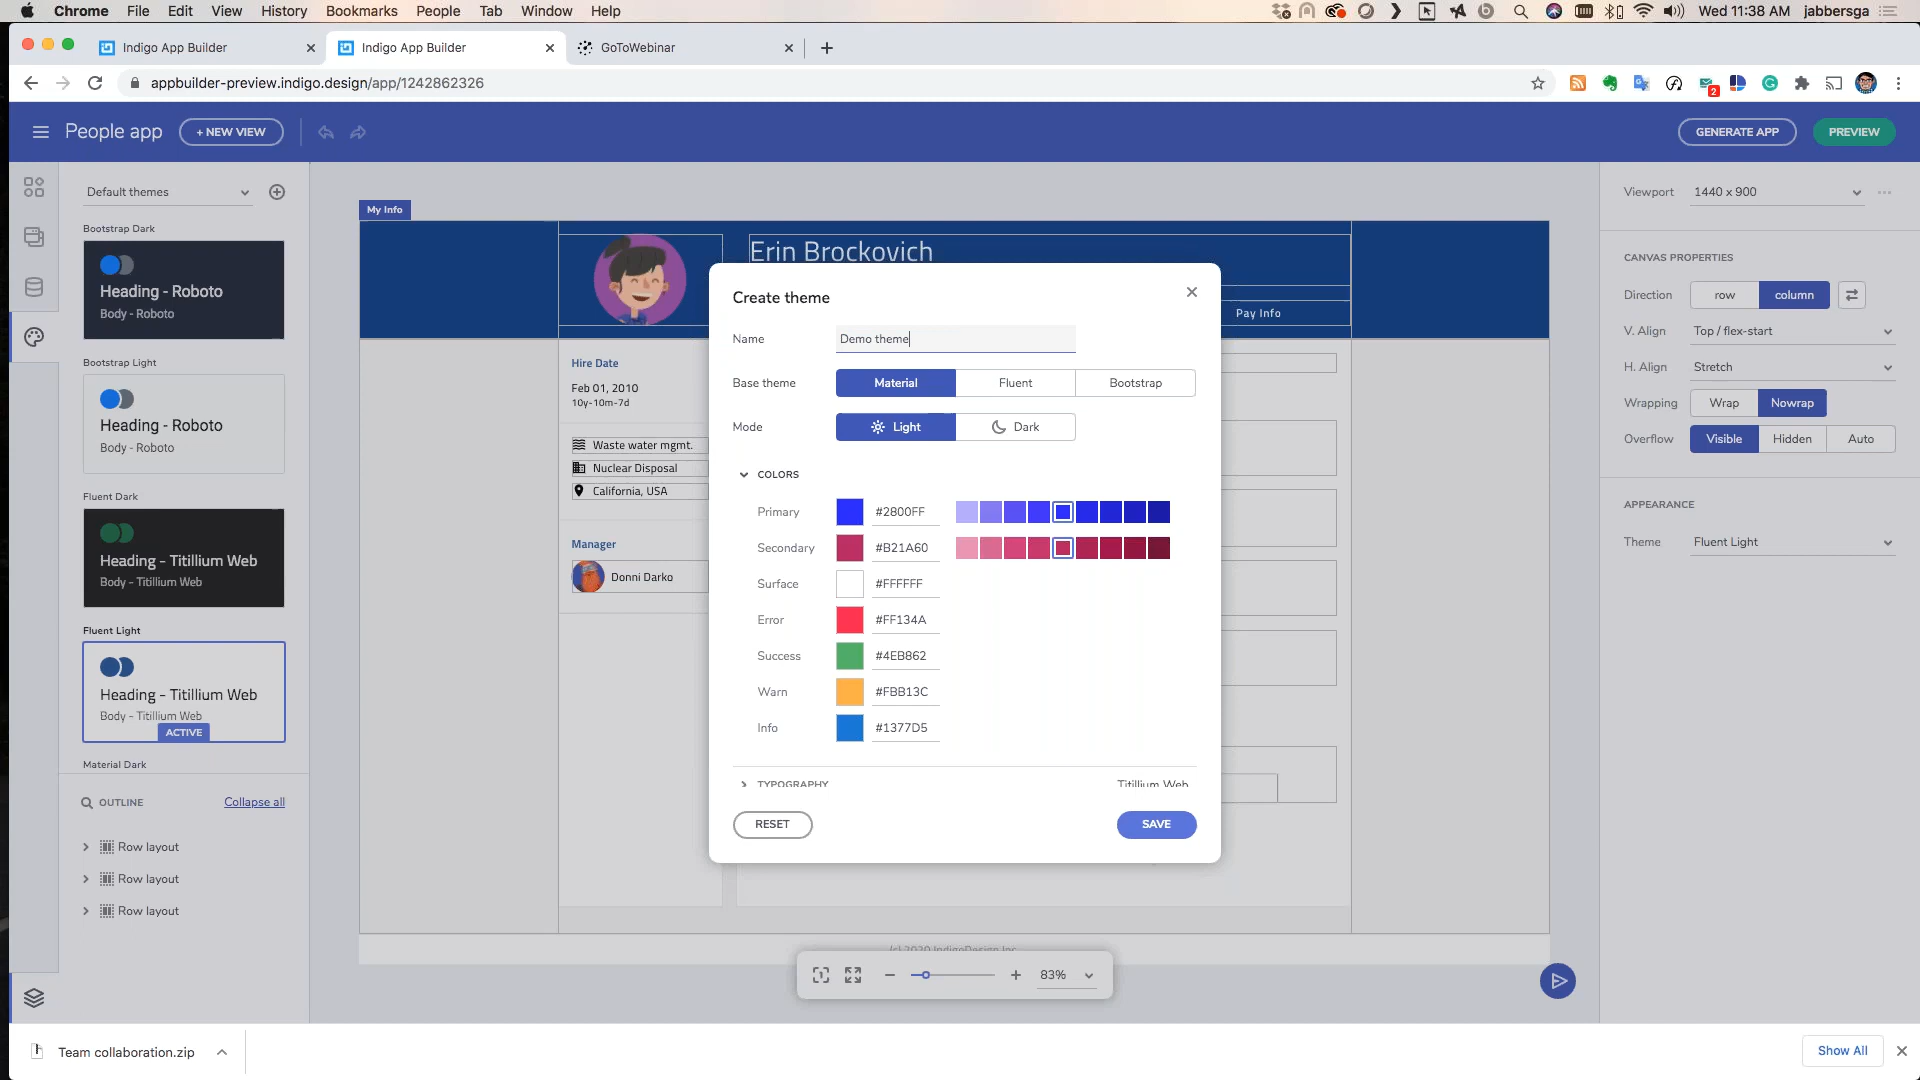 Chrome File Edit View History Bookmarks People Tab Window Help
Wed 11:38 AM jabbersga
Indigo App Builder
Indigo App Builder
GoToWebinar
appbuilder-preview.indigo.design/app/1242862326
2
People app
+ NEW VIEW
GENERATE APP
PREVIEW
Default themes
Bootstrap Dark
Heading - Roboto
Body - Roboto
Bootstrap Light
Heading - Roboto
Body - Roboto
Fluent Dark
Heading - Titillium Web
Body - Titillium Web
Fluent Light
Heading - Titillium Web
Body - Titillium Web
ACTIVE
Material Dark
OUTLINE Collapse all
Row layout
Row layout
Row layout
My Info
Erin Brockovich
Pay Info
Hire Date
Feb 01, 2010
10y-10m-7d
Waste water mgmt.
Nuclear Disposal
California, USA
Manager
Donni Darko
(c) 2020 IndigoDesign Inc
Create theme
Name Demo theme
Base theme Material Fluent Bootstrap
Mode Light Dark
COLORS
Primary #2800FF
Secondary #B21A60
Surface #FFFFFF
Error #FF134A
Success #4EB862
Warn #FBB13C
Info #1377D5
TYPOGRAPHY Titillium Web
RESET SAVE
83%
Viewport 1440 x 900
CANVAS PROPERTIES
Direction row column
V. Align Top / flex-start
H. Align Stretch
Wrapping Wrap Nowrap
Overflow Visible Hidden Auto
APPEARANCE
Theme Fluent Light
Team collaboration.zip
Show All